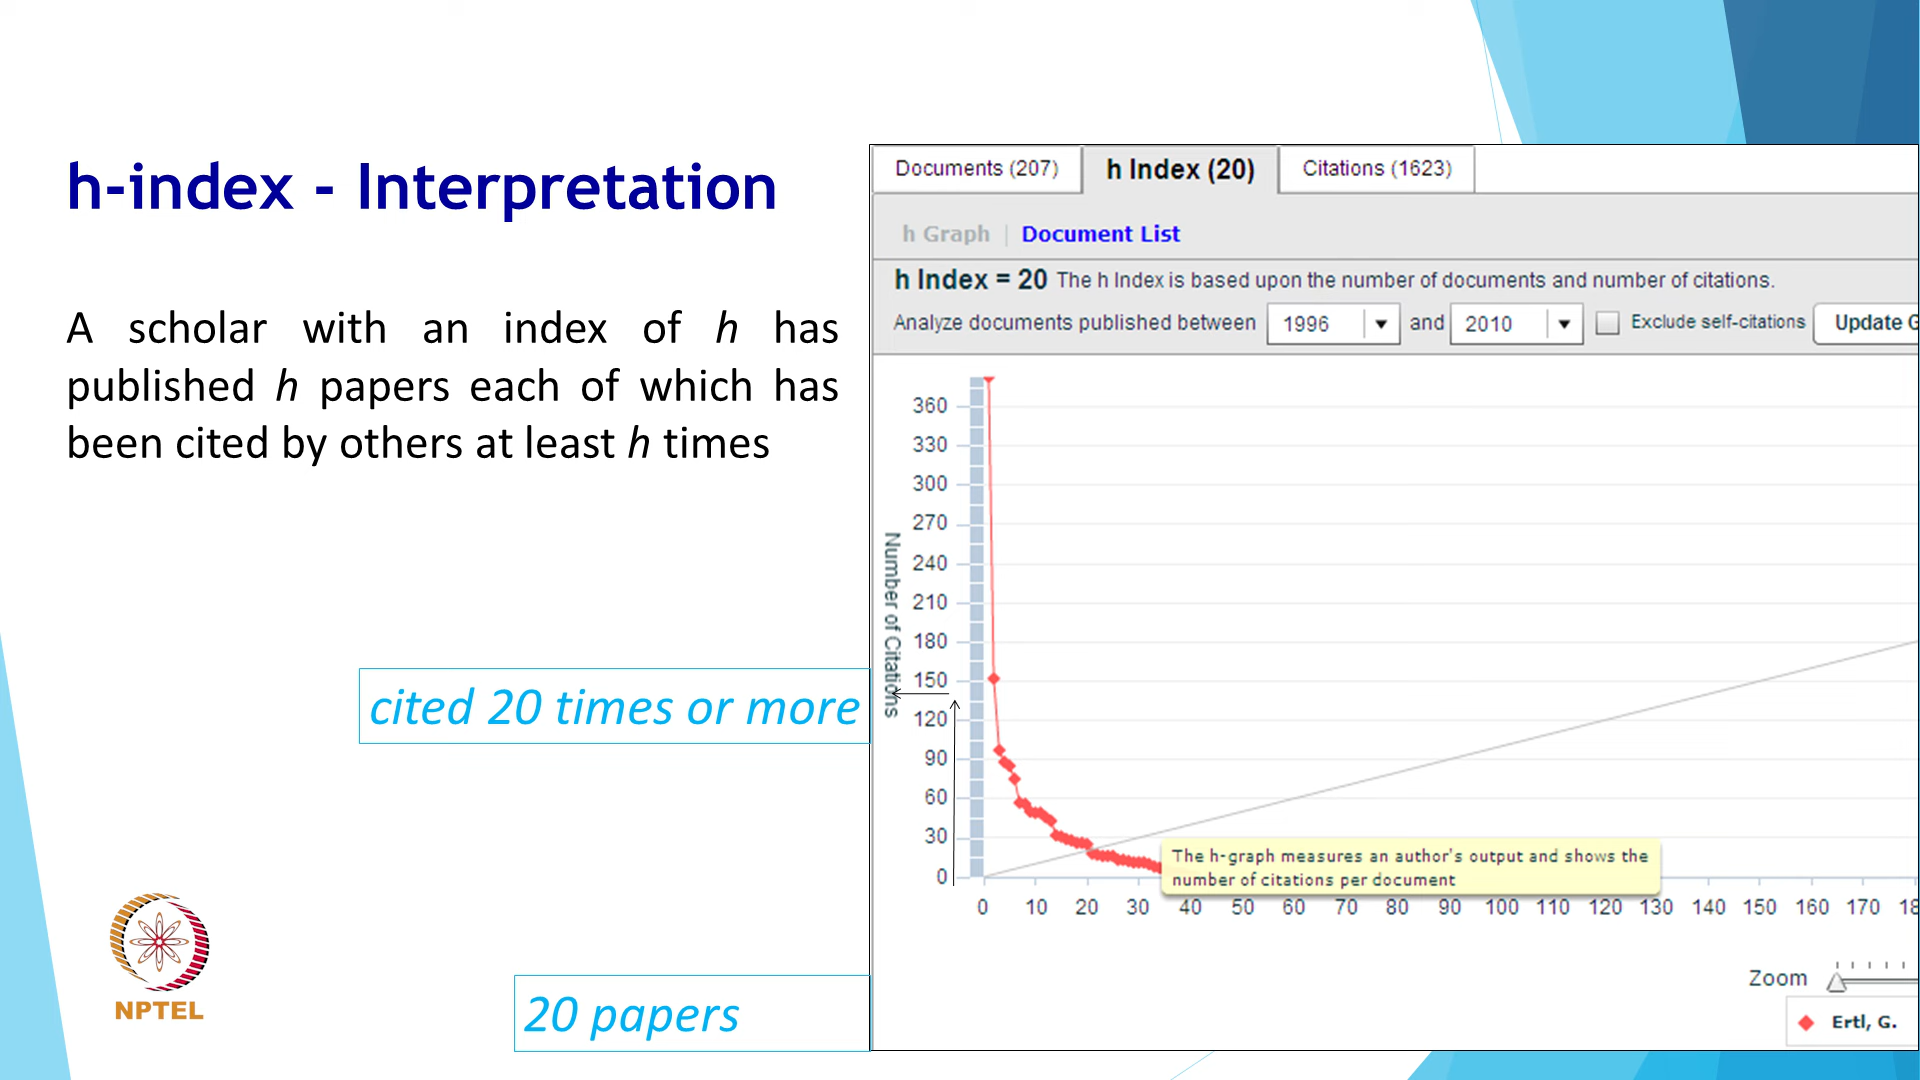 h-index - Interpretation
A scholar with an index of h has
published h papers each of which has
been cited by others at least h times
cited 20 times or more
20 papers
NPTEL
Documents (207)
h Index (20)
Citations (1623)
h Graph | Document List
h Index = 20 The h Index is based upon the number of documents and number of citations.
Analyze documents published between 1996 and 2010 Exclude self-citations Update G
Number of Citations
360
330
300
270
240
210
180
150
120
90
60
30
0
The h-graph measures an author's output and shows the
number of citations per document
0 10 20 30 40 50 60 70 80 90 100 110 120 130 140 150 160 170 18
Zoom
Ertl, G.